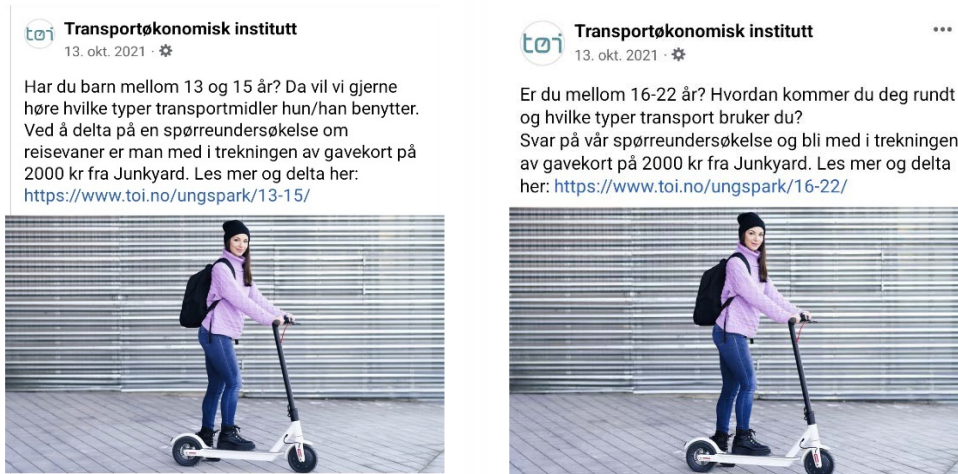 tøi
Transportøkonomisk institutt
13. okt. 2021 ·
Har du barn mellom 13 og 15 år? Da vil vi gjerne
høre hvilke typer transportmidler hun/han benytter.
Ved å delta på en spørreundersøkelse om
reisevaner er man med i trekningen av gavekort på
2000 kr fra Junkyard. Les mer og delta her:
https://www.toi.no/ungspark/13-15/
tøi
Transportøkonomisk institutt
13. okt. 2021 ·
Er du mellom 16-22 år? Hvordan kommer du deg rundt
og hvilke typer transport bruker du?
Svar på vår spørreundersøkelse og bli med i trekningen
av gavekort på 2000 kr fra Junkyard. Les mer og delta
her: https://www.toi.no/ungspark/16-22/